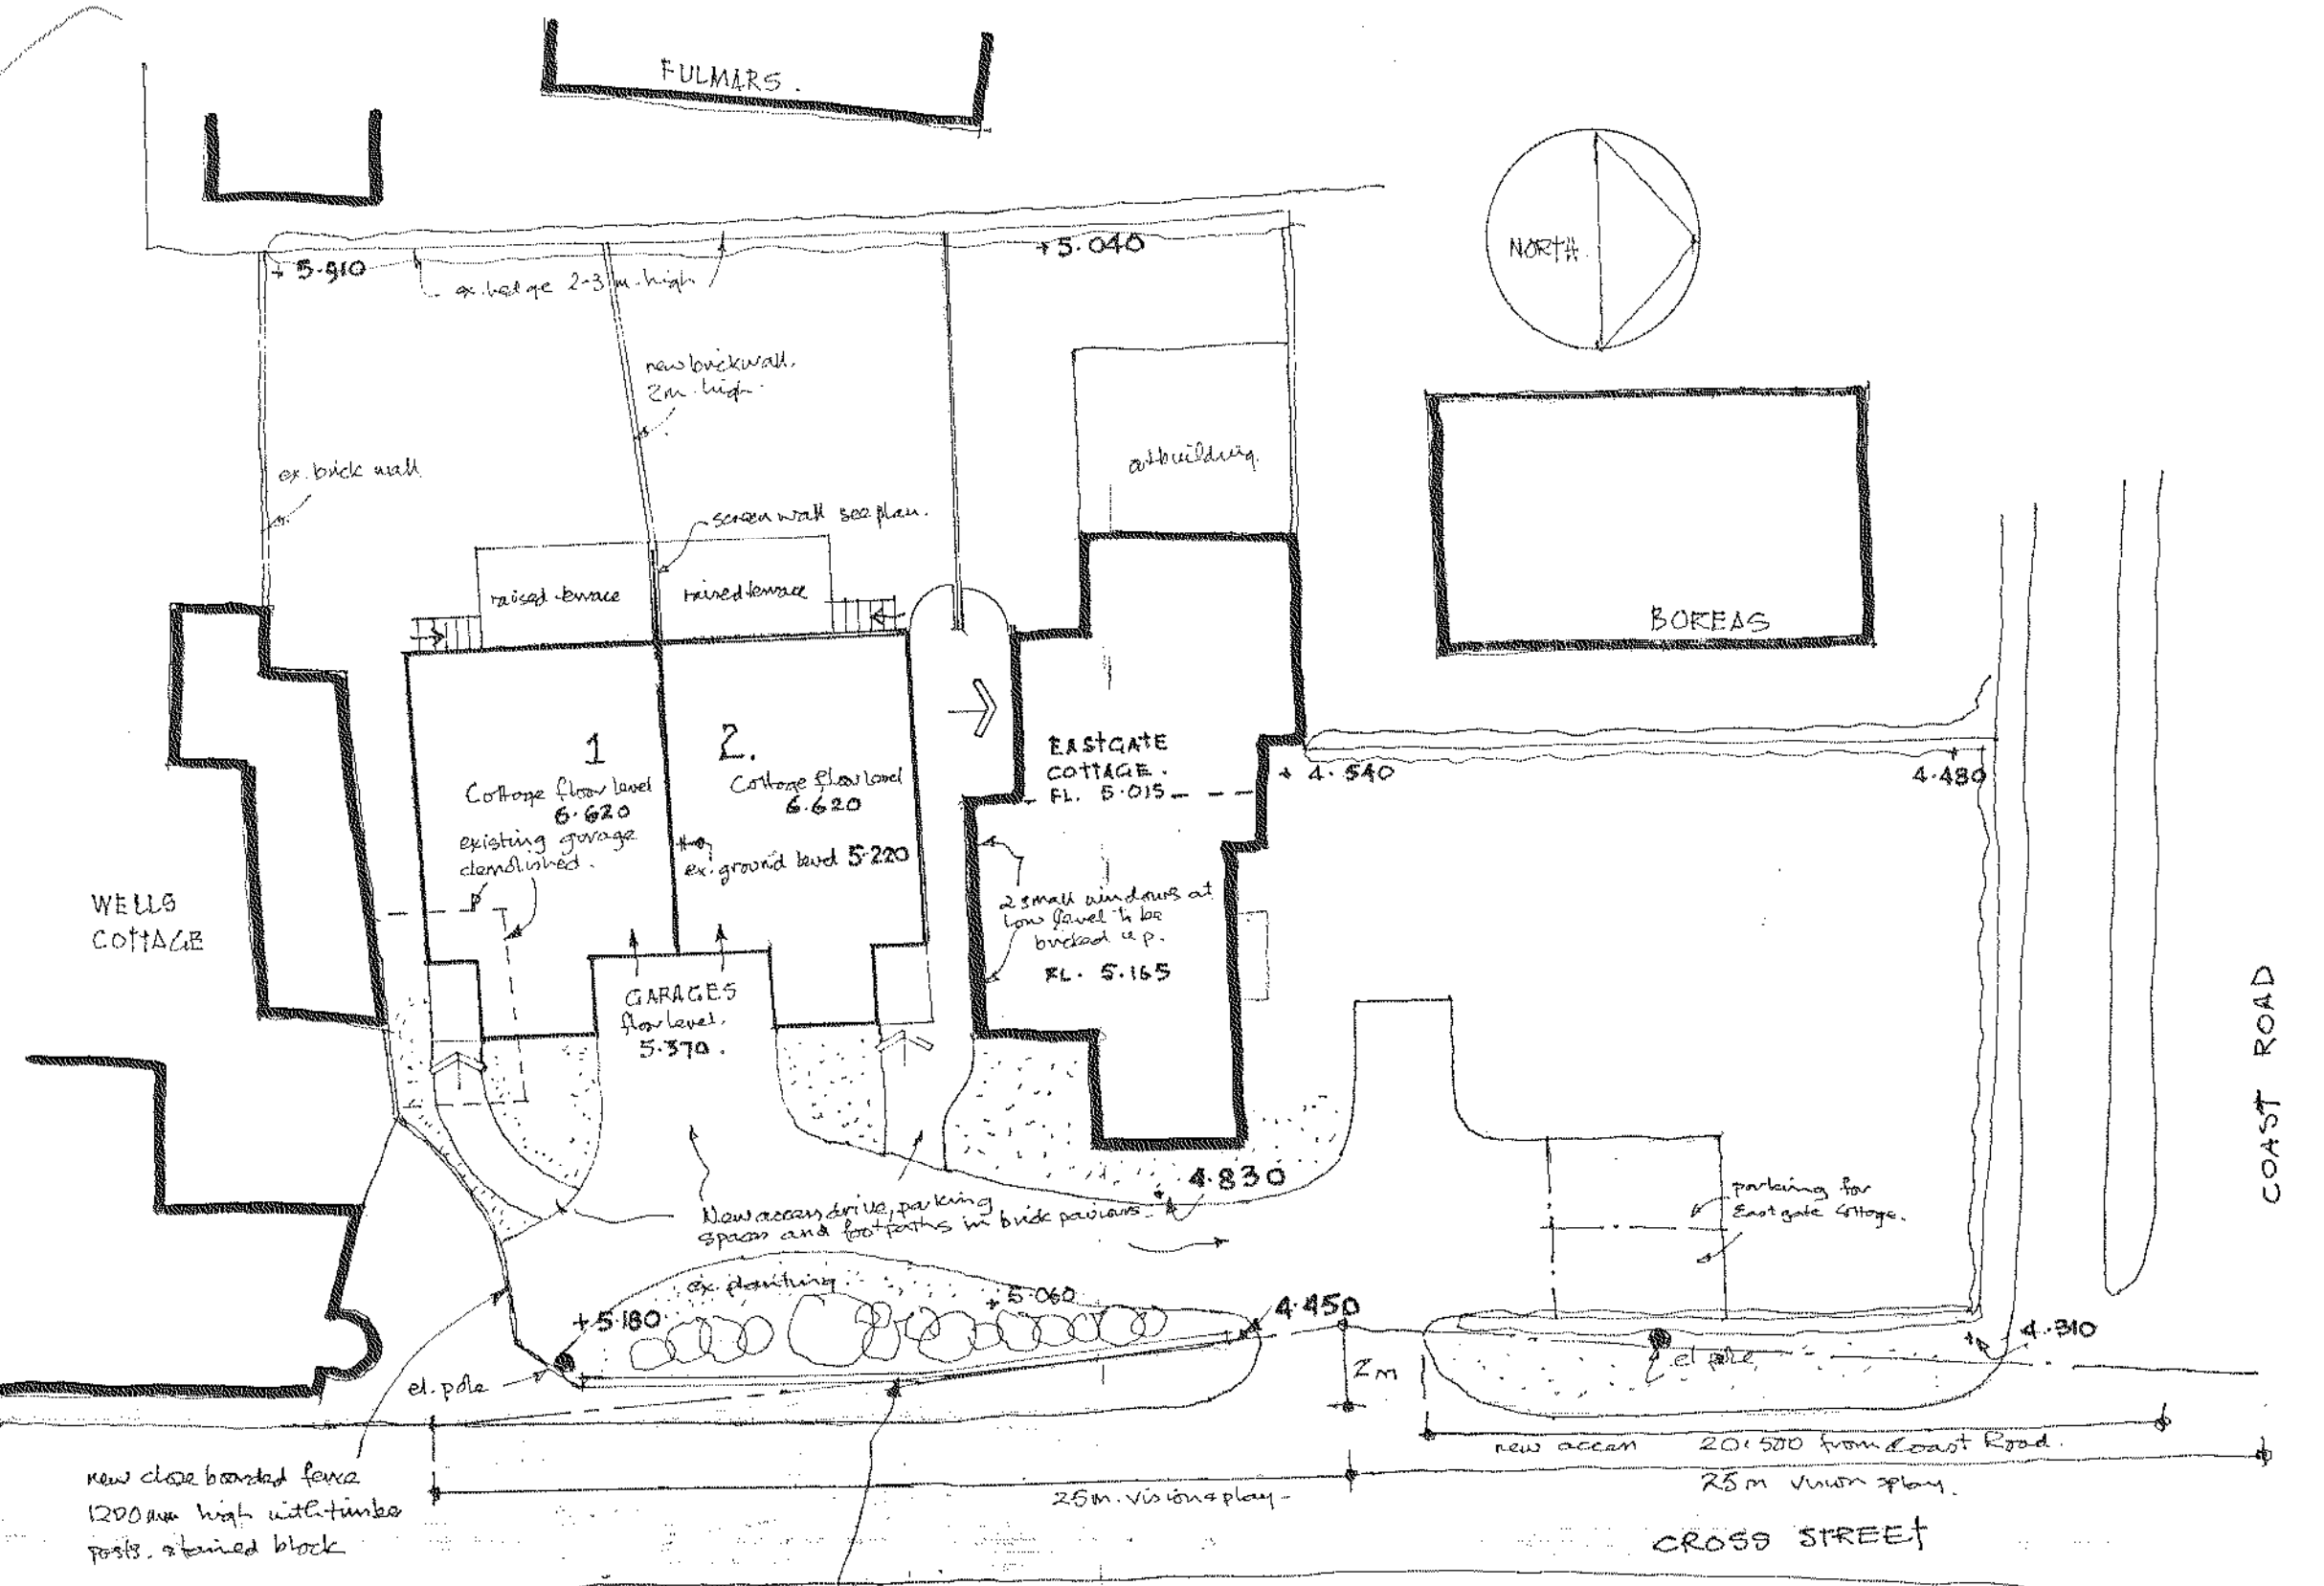 FULMARS.
NORTH.
+ 5.910
ex. hedge 2-3 m. high.
+5.040
new brick wall.
2m. high.
ex. brick wall
outbuilding.
screen wall see plan.
raised terrace
raised terrace
BOREAS
1
Cottage floor level
6.620
existing garage
demolished.
2.
Cottage floor level
6.620
ex. ground level 5.220
EASTGATE
COTTAGE.
FL. 5.015
+ 4.540
4.480
WELLS
COTTAGE
2 small windows at
low level to be
bricked up.
FL. 5.165
GARAGES
floor level.
5.370.
COAST ROAD
4.830
New access drive, parking
spaces and footpaths in brick paviours.
parking for
Eastgate Cottage.
ex. planting
+5.180
+ 5.060
4.450
4.310
el. pole
el pole
2m
new access 20.500 from Coast Road.
25m. vision splay
25m vision splay.
new close boarded fence
1200mm high with timber
posts. stained black
CROSS STREET